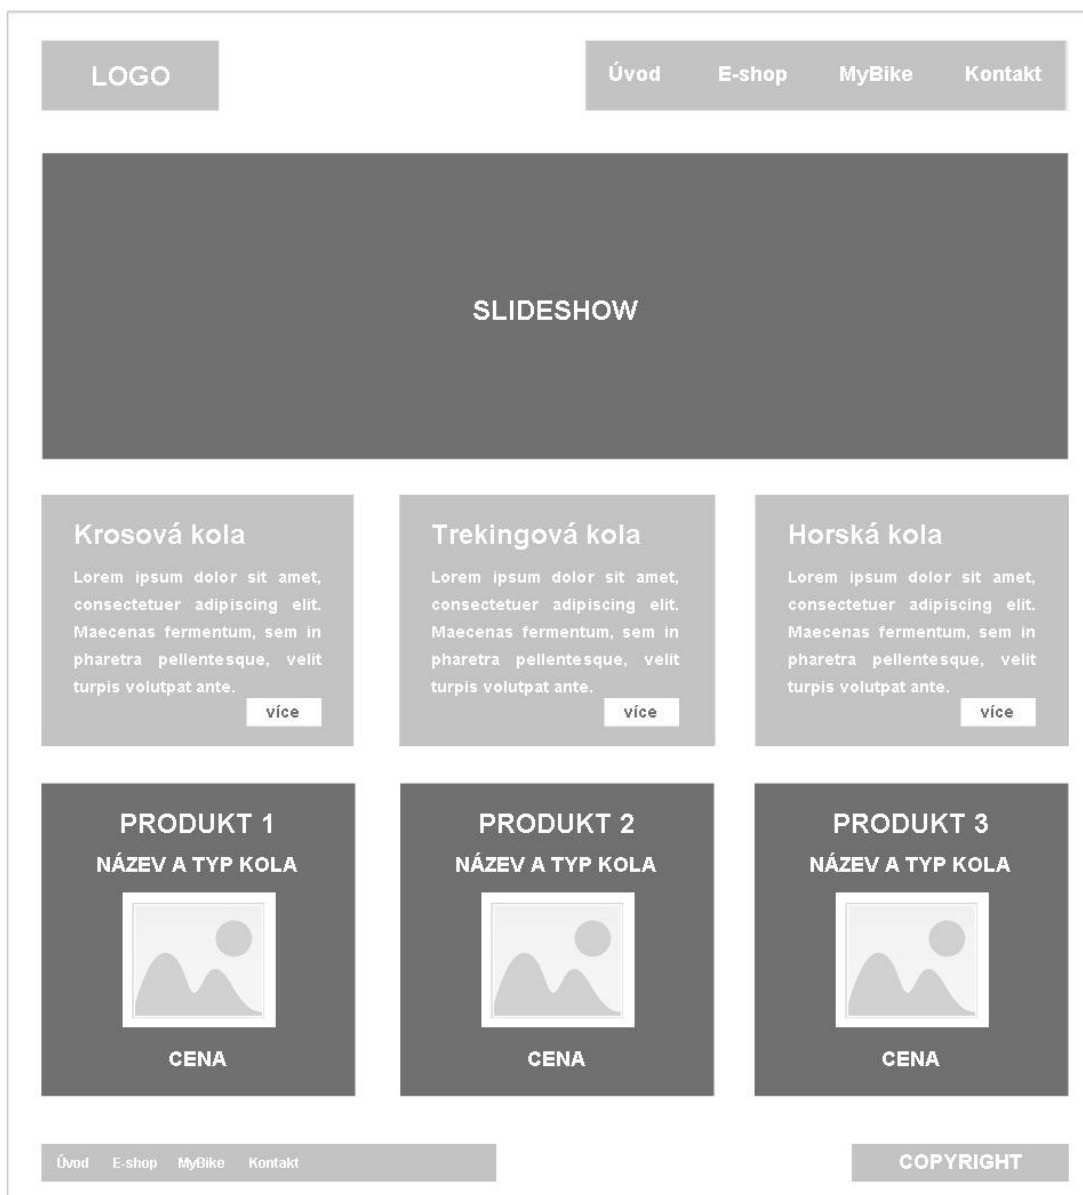 LOGO
Úvod E-shop MyBike Kontakt
SLIDESHOW
Krosová kola
Lorem ipsum dolor sit amet,
consectetuer adipiscing elit.
Maecenas fermentum, sem in
pharetra pellentesque, velit
turpis volutpat ante.
více
Trekingová kola
Lorem ipsum dolor sit amet,
consectetuer adipiscing elit.
Maecenas fermentum, sem in
pharetra pellentesque, velit
turpis volutpat ante.
více
Horská kola
Lorem ipsum dolor sit amet,
consectetuer adipiscing elit.
Maecenas fermentum, sem in
pharetra pellentesque, velit
turpis volutpat ante.
více
PRODUKT 1
NÁZEV A TYP KOLA
CENA
PRODUKT 2
NÁZEV A TYP KOLA
CENA
PRODUKT 3
NÁZEV A TYP KOLA
CENA
Úvod E-shop MyBike Kontakt
COPYRIGHT